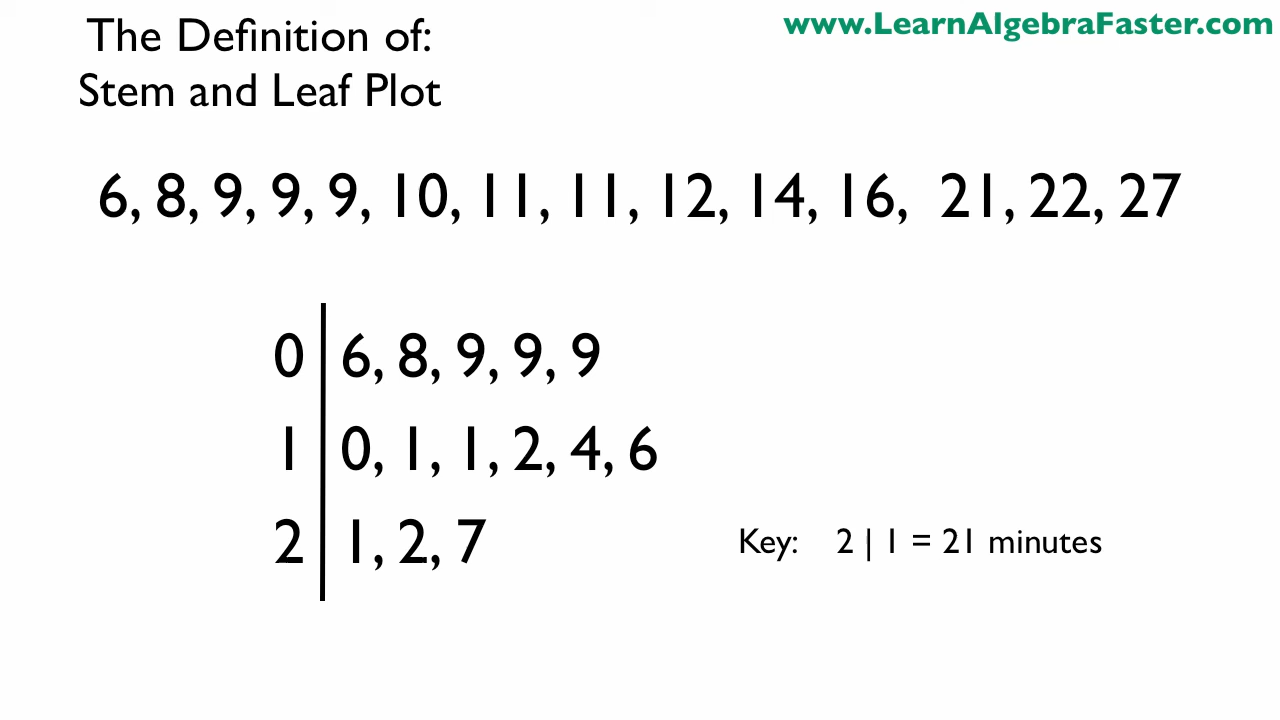 The Definition of:
Stem and Leaf Plot
www.LearnAlgebraFaster.com
6, 8, 9, 9, 9, 10, 11, 11, 12, 14, 16, 21, 22, 27
0 | 6, 8, 9, 9, 9
1 | 0, 1, 1, 2, 4, 6
2 | 1, 2, 7
Key: 2 | 1 = 21 minutes